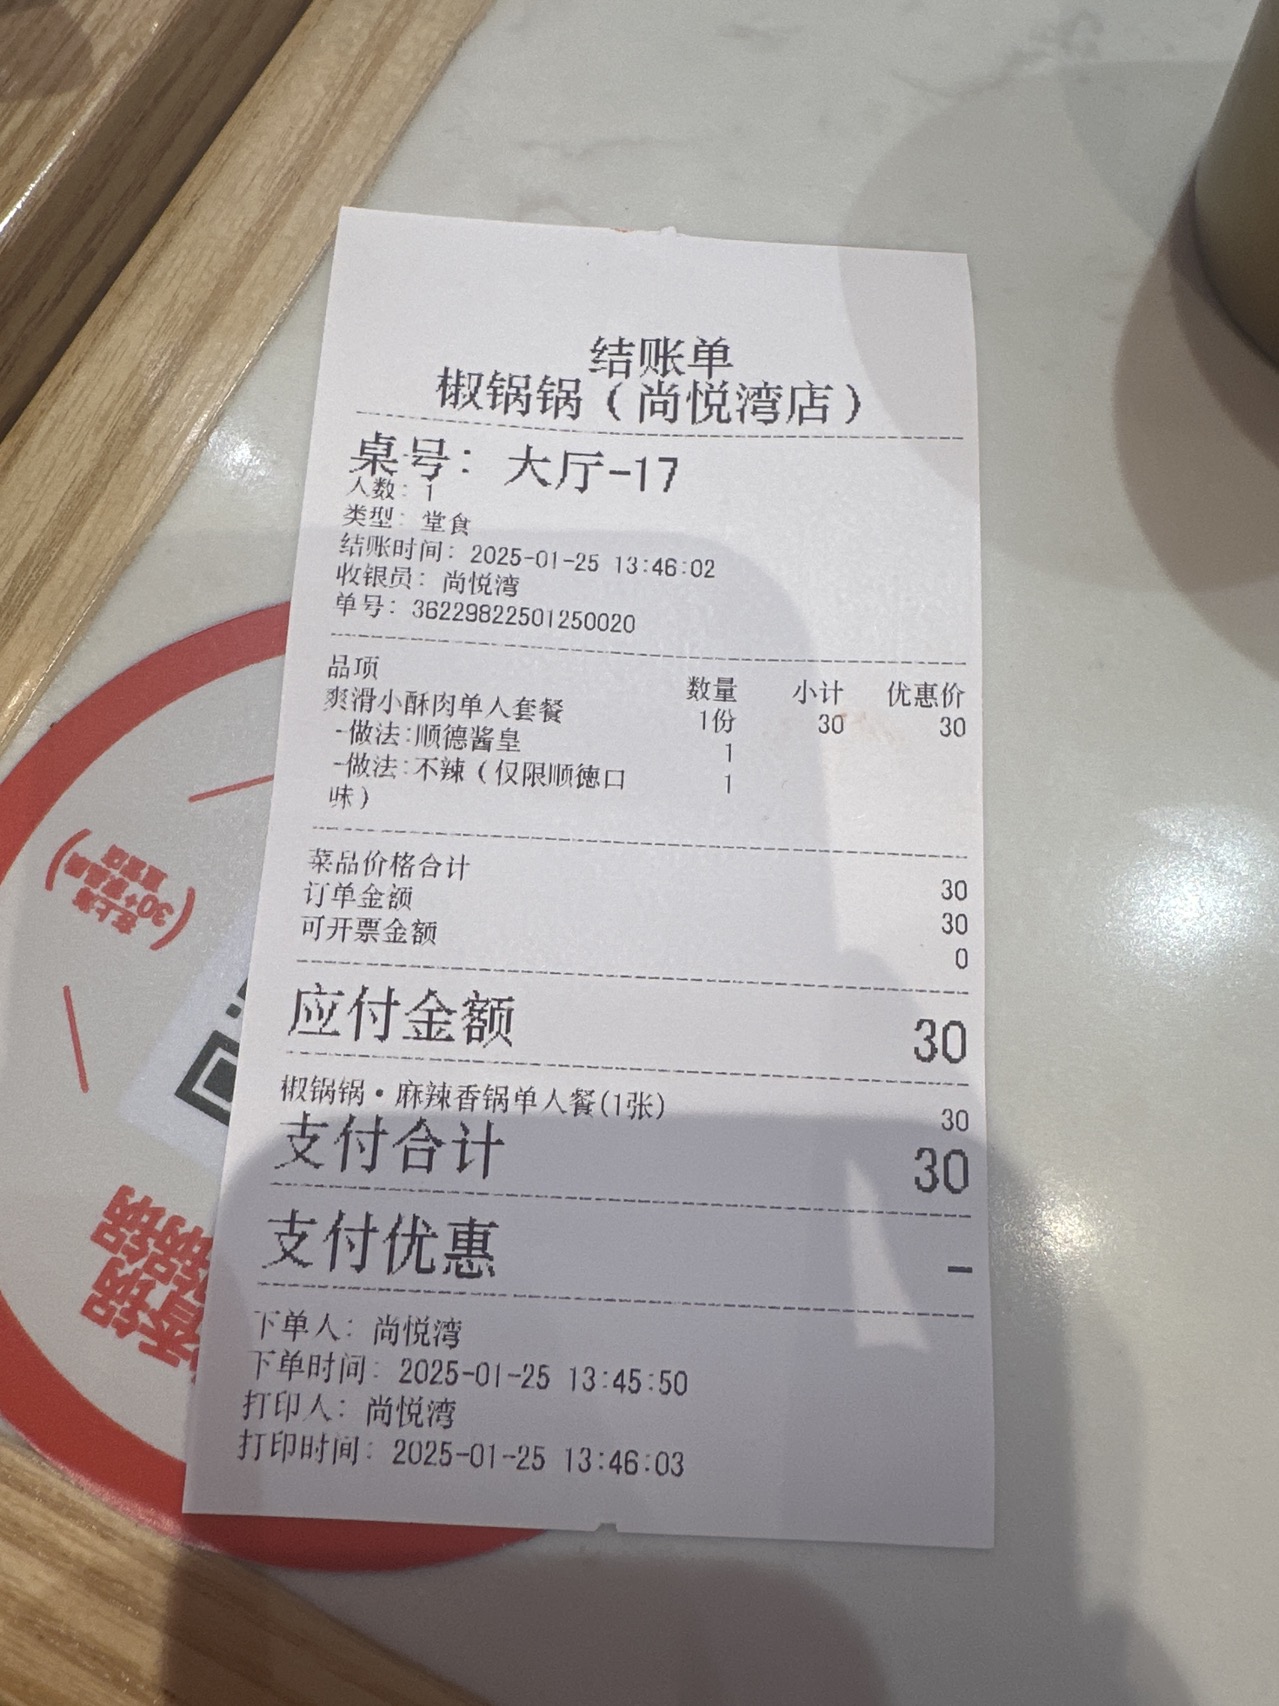 结账单
椒锅锅（尚悦湾店）
桌号：大厅-17
人数：1
类型：堂食
结账时间：2025-01-25 13:46:02
收银员：尚悦湾
单号：36229822501250020
品项 数量 小计 优惠价
爽滑小酥肉单人套餐 1份 30 30
-做法:顺德酱皇 1
-做法:不辣（仅限顺德口 1
味）
菜品价格合计 30
订单金额 30
可开票金额 0
应付金额 30
椒锅锅•麻辣香锅单人餐(1张) 30
支付合计 30
支付优惠 -
下单人：尚悦湾
下单时间：2025-01-25 13:45:50
打印人：尚悦湾
打印时间：2025-01-25 13:46:03